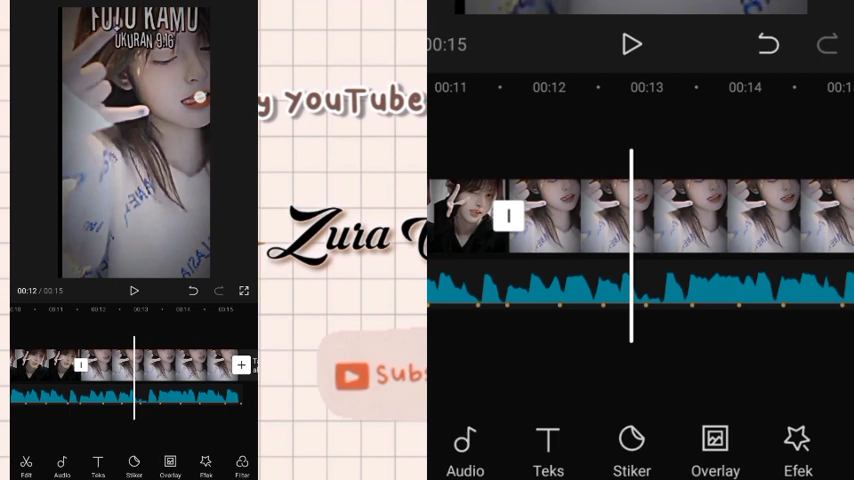 FOTO KAMU
UKURAN 9:16
00:12 / 00:15
00:11
00:12
00:13
00:14
00:15
Edit
Audio
Teks
Stiker
Overlay
Efek
Filter
y YouTube
Zura
Subs
00:15
00:11
00:12
00:13
00:14
00:1
Audio
Teks
Stiker
Overlay
Efek